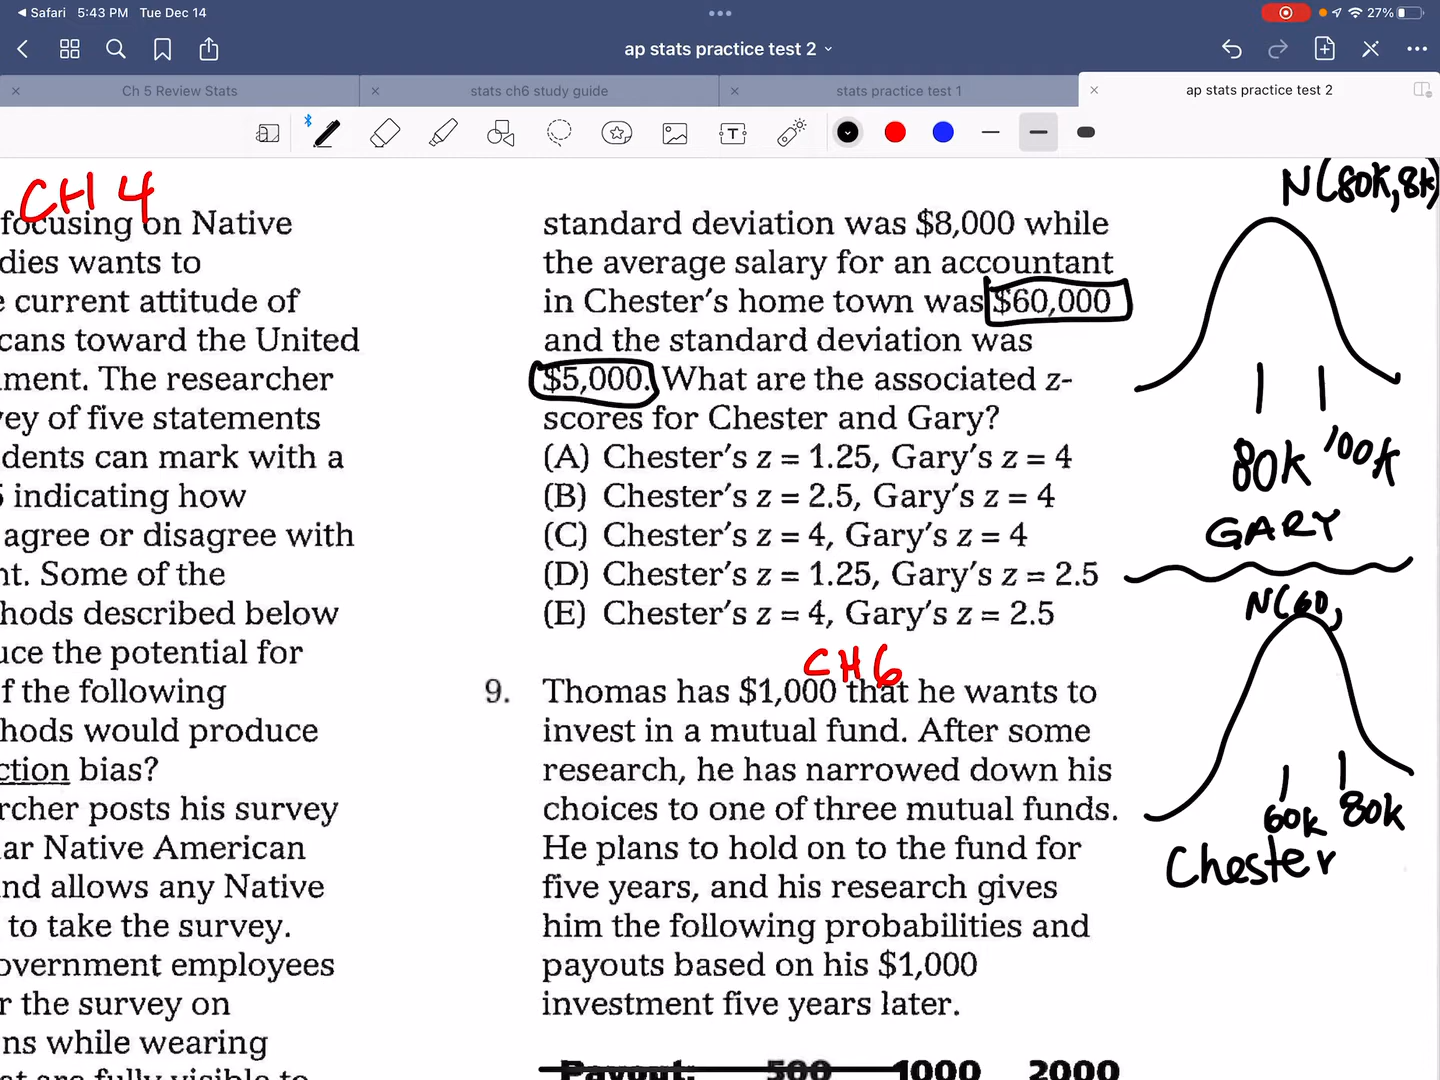 Safari 5:43 PM Tue Dec 14
27%
ap stats practice test 2
Ch 5 Review Stats
stats ch6 study guide
stats practice test 1
ap stats practice test 2
CH 4
focusing on Native
dies wants to
current attitude of
cans toward the United
ment. The researcher
vey of five statements
dents can mark with a
indicating how
agree or disagree with
nt. Some of the
hods described below
uce the potential for
f the following
hods would produce
ction bias?
rcher posts his survey
ar Native American
nd allows any Native
to take the survey.
overnment employees
r the survey on
ns while wearing
at are fully visible to
standard deviation was $8,000 while
the average salary for an accountant
in Chester's home town was $60,000
and the standard deviation was
$5,000. What are the associated z-
scores for Chester and Gary?
(A) Chester's z = 1.25, Gary's z = 4
(B) Chester's z = 2.5, Gary's z = 4
(C) Chester's z = 4, Gary's z = 4
(D) Chester's z = 1.25, Gary's z = 2.5
(E) Chester's z = 4, Gary's z = 2.5
CH 6
9. Thomas has $1,000 that he wants to
invest in a mutual fund. After some
research, he has narrowed down his
choices to one of three mutual funds.
He plans to hold on to the fund for
five years, and his research gives
him the following probabilities and
payouts based on his $1,000
investment five years later.
Payout: 500 1000 2000
N(80K,8K)
80K 100K
GARY
N(60,
60K 80K
Chester